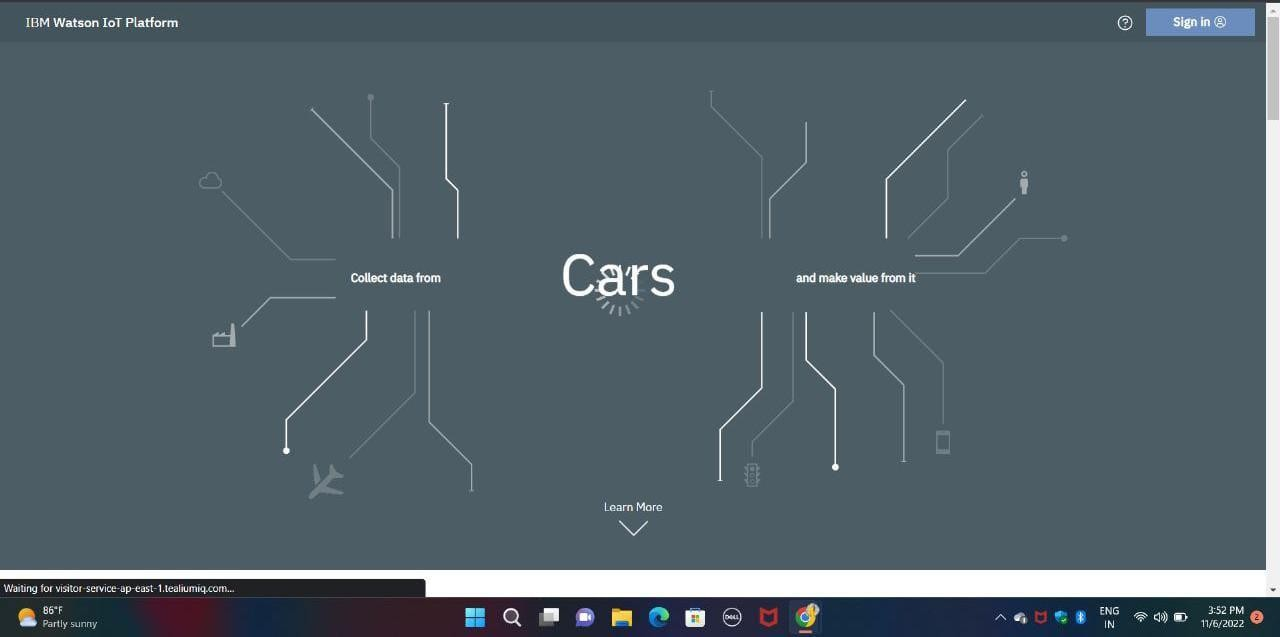 IBM Watson IoT Platform
Sign in
Collect data from
Cars
and make value from it
Learn More
Waiting for visitor-service-ap-east-1.tealiumiq.com...
86°F
Partly sunny
DELL
ENG
IN
3:52 PM
11/6/2022
2